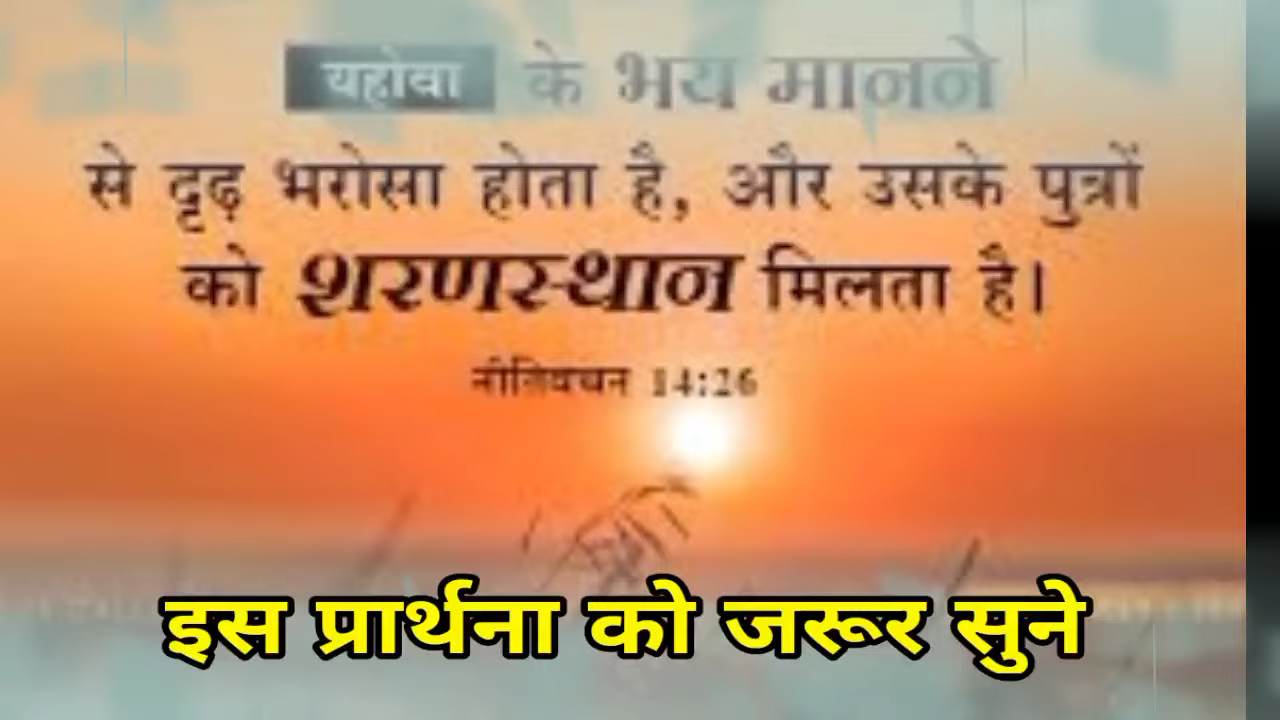 यहोवा के भय मानने
से दृढ़ भरोसा होता है, और उसके पुत्रों
को शरणस्थान मिलता है।
नीतिवचन 14:26
इस प्रार्थना को जरूर सुने